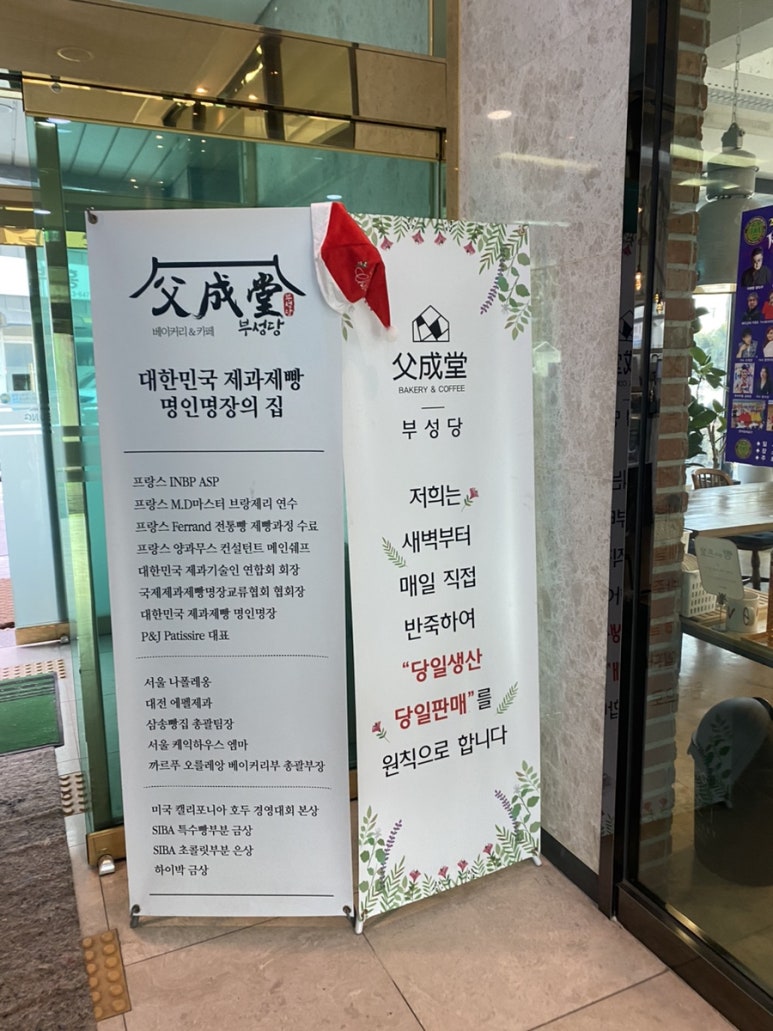 父成堂
부성당
베이커리 & 카페
부성당
대한민국 제과제빵
명인명장의 집
프랑스 INBP ASP
프랑스 M.D마스터 브랑제리 연수
프랑스 Ferrand 전통빵 제빵과정 수료
프랑스 양과무스 컨설턴트 메인쉐프
대한민국 제과기술인 연합회 회장
국제제과제빵명장교류협회 협회장
대한민국 제과제빵 명인명장
P&J Patissire 대표
서울 나폴레옹
대전 에펠제과
삼송빵집 총괄팀장
서울 케익하우스 엠마
까르푸 오를레앙 베이커리부 총괄부장
미국 캘리포니아 호두 경영대회 본상
SIBA 특수빵부분 금상
SIBA 초콜릿부분 은상
하이박 금상
父成堂
BAKERY & COFFEE
부성당
저희는
새벽부터
매일 직접
반죽하여
“당일생산
당일판매”를
원칙으로 합니다